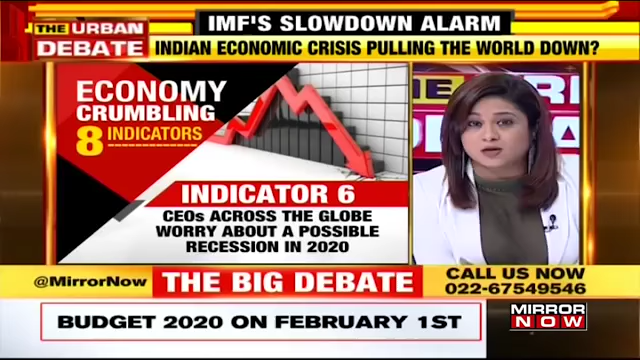 IMF'S SLOWDOWN ALARM
THE URBAN
DEBATE
INDIAN ECONOMIC CRISIS PULLING THE WORLD DOWN?
ECONOMY
CRUMBLING
8 INDICATORS
INDICATOR 6
CEOs ACROSS THE GLOBE
WORRY ABOUT A POSSIBLE
RECESSION IN 2020
@MirrorNow
THE BIG DEBATE
CALL US NOW
022-67549546
BUDGET 2020 ON FEBRUARY 1ST
MIRROR
NOW